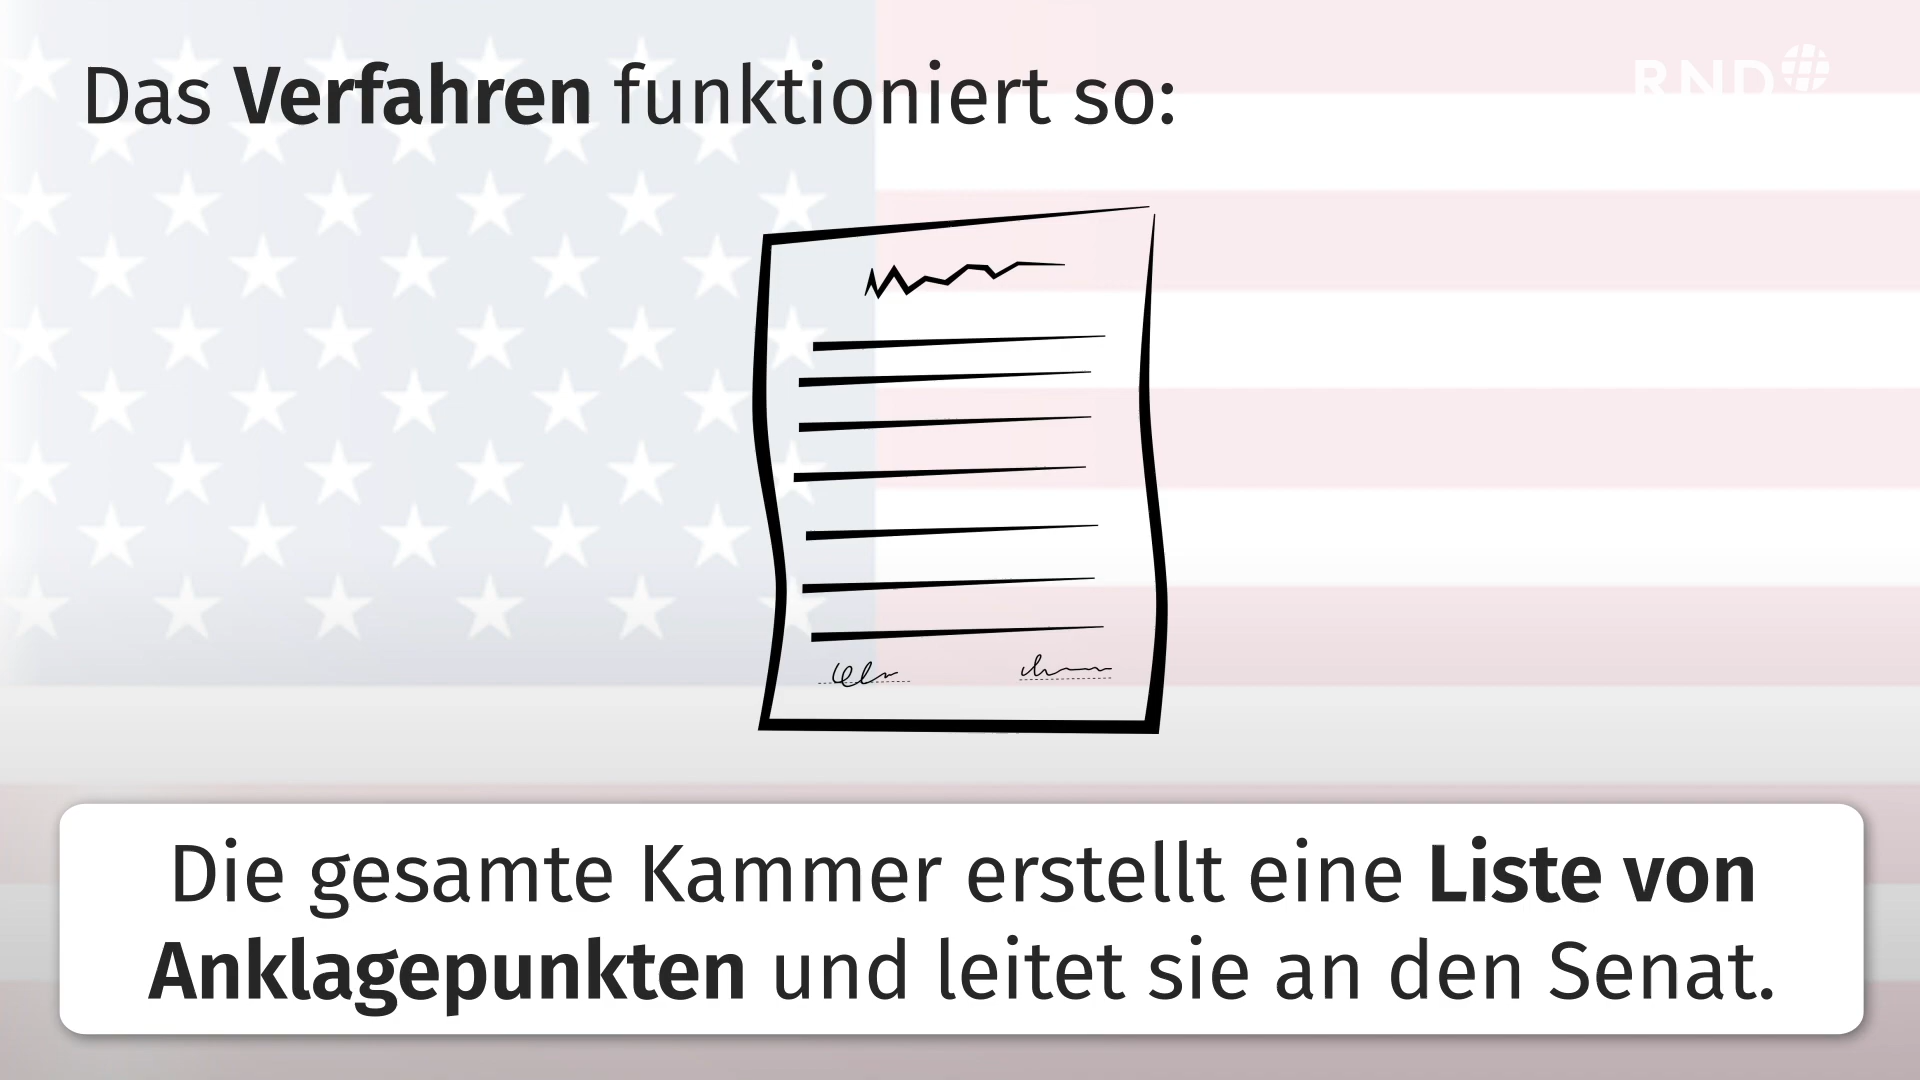 Das Verfahren funktioniert so:
RND
Die gesamte Kammer erstellt eine Liste von
Anklagepunkten und leitet sie an den Senat.